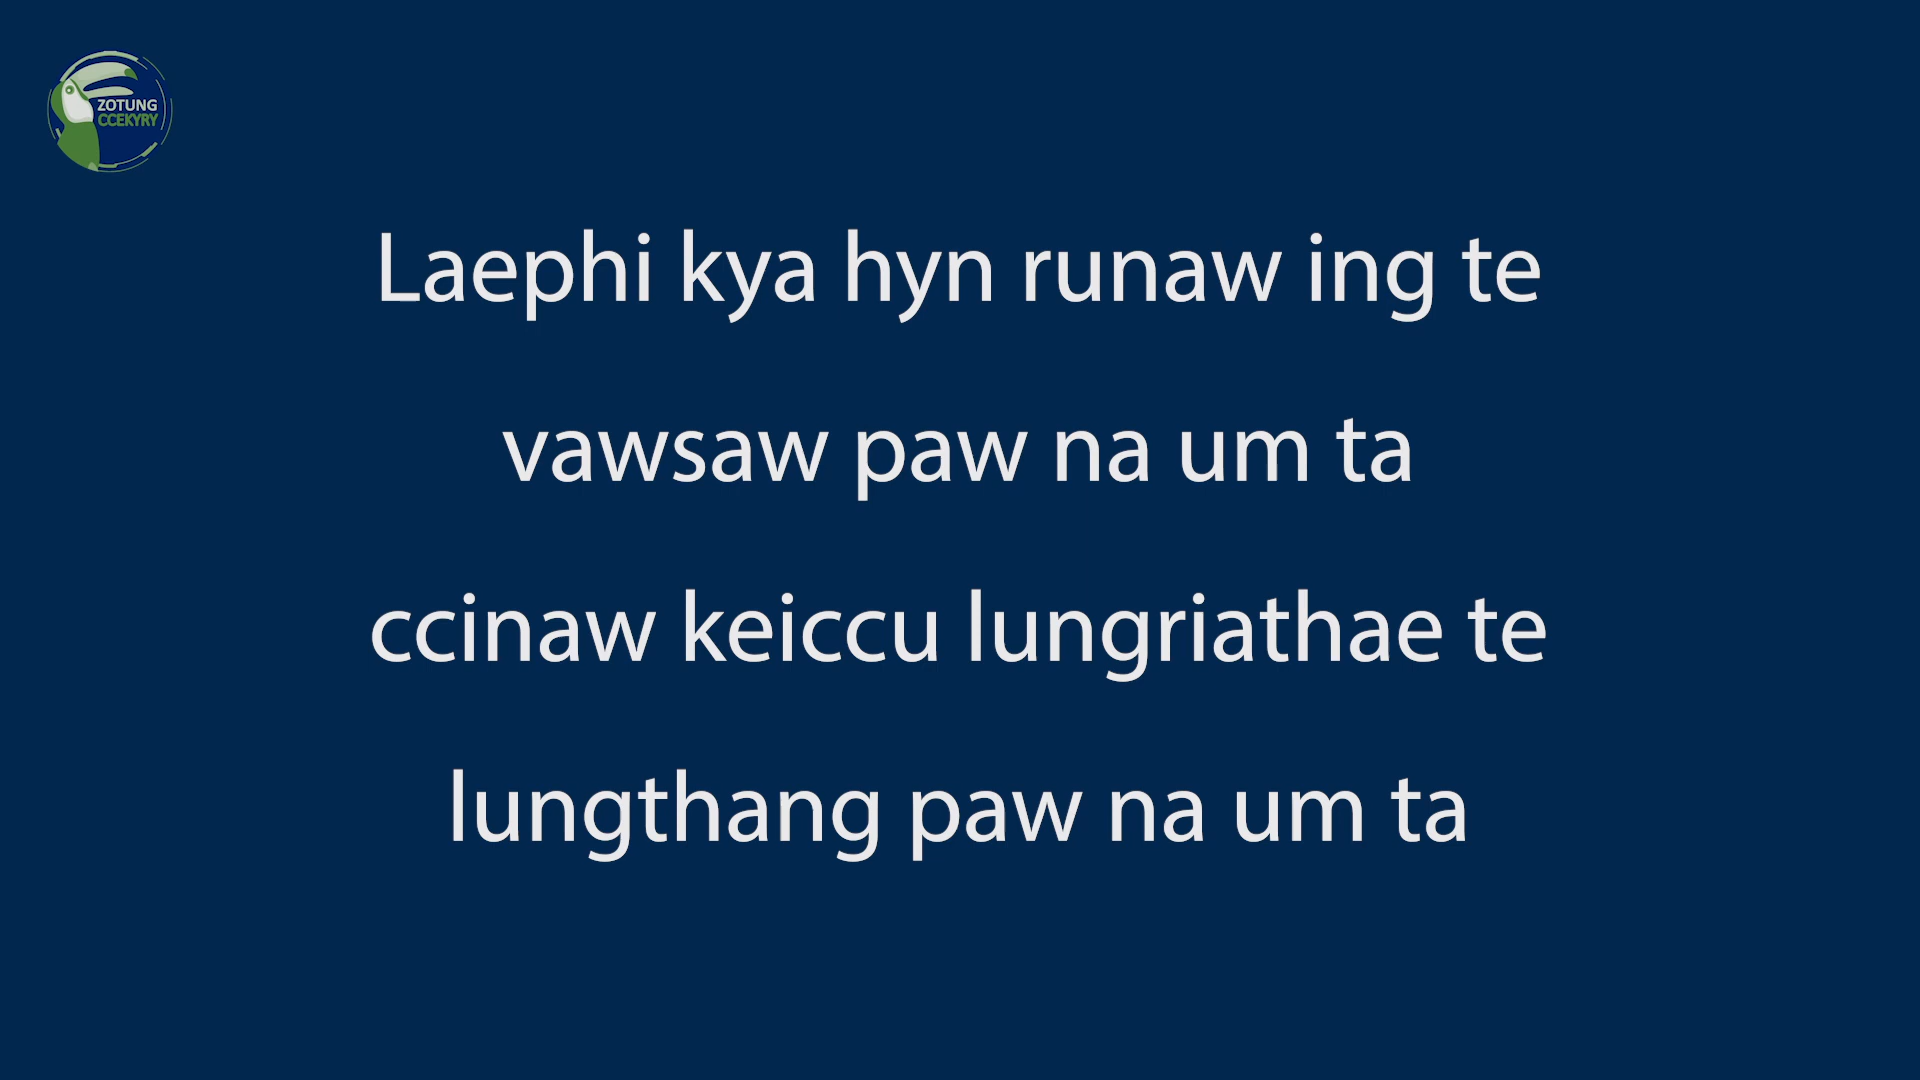 ZOTUNG
CCEKYRY
Laephi kya hyn runaw ing te
vawsaw paw na um ta
ccinaw keiccu lungriathae te
lungthang paw na um ta